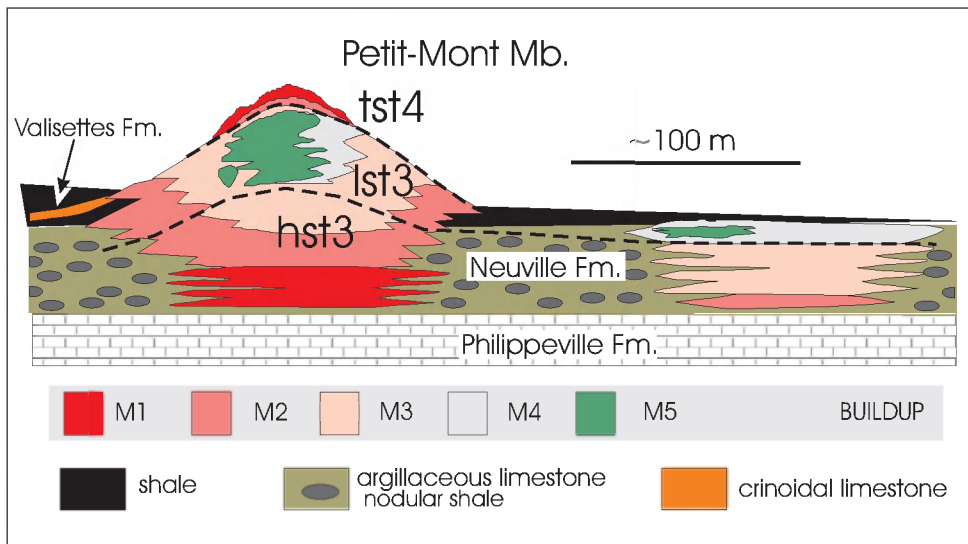 Petit-Mont Mb.
tst4
Valisettes Fm.
~100 m
lst3
hst3
Neuville Fm.
Philippeville Fm.
M1 M2 M3 M4 M5 BUILDUP
shale
argillaceous limestone
nodular shale
crinoidal limestone